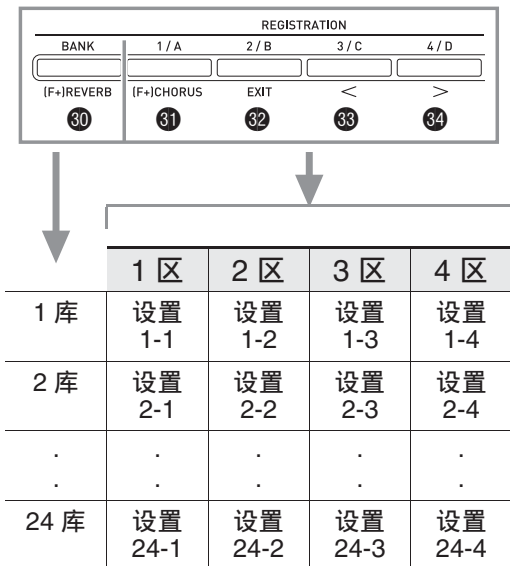 REGISTRATION
BANK 1 / A 2 / B 3 / C 4 / D
(F+)REVERB (F+)CHORUS EXIT < >
30 31 32 33 34
1 区 2 区 3 区 4 区
1 库 设置 设置 设置 设置
1-1 1-2 1-3 1-4
2 库 设置 设置 设置 设置
2-1 2-2 2-3 2-4
. . . . .
. . . . .
24 库 设置 设置 设置 设置
24-1 24-2 24-3 24-4